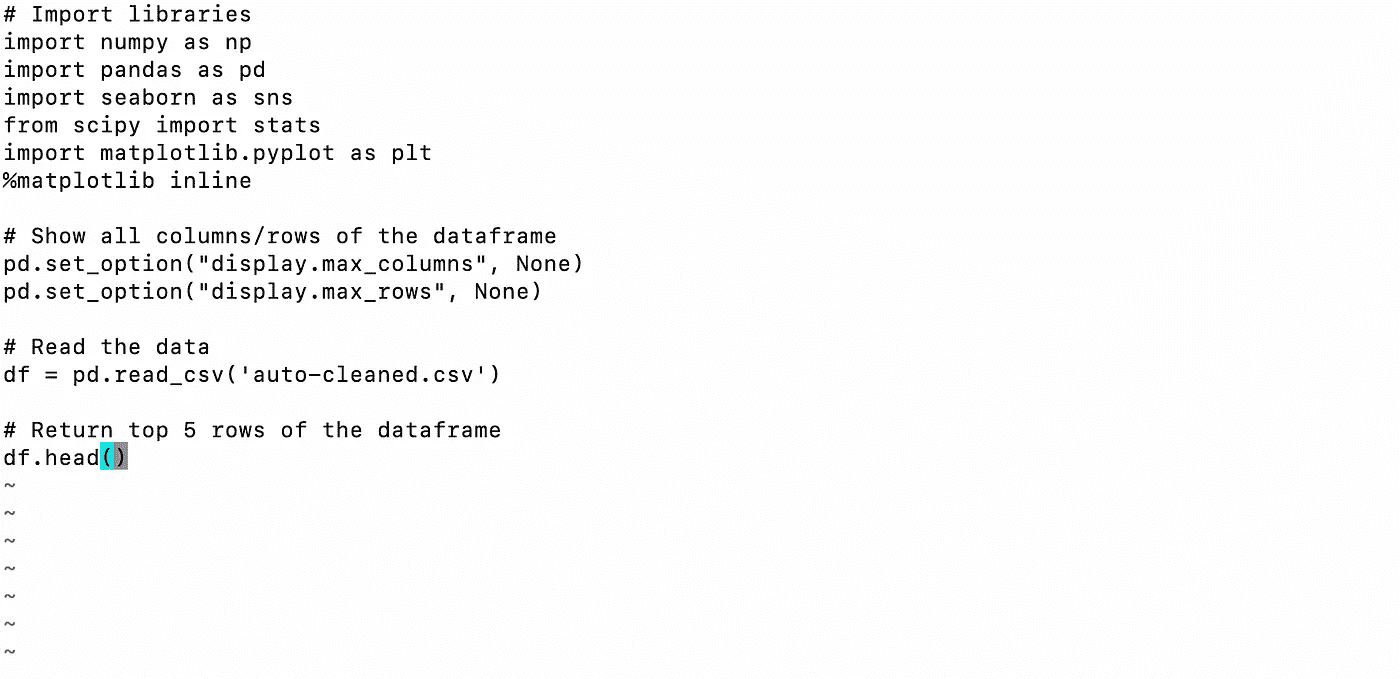 # Import libraries
import numpy as np
import pandas as pd
import seaborn as sns
from scipy import stats
import matplotlib.pyplot as plt
%matplotlib inline

# Show all columns/rows of the dataframe
pd.set_option("display.max_columns", None)
pd.set_option("display.max_rows", None)

# Read the data
df = pd.read_csv('auto-cleaned.csv')

# Return top 5 rows of the dataframe
df.head()
~
~
~
~
~
~
~